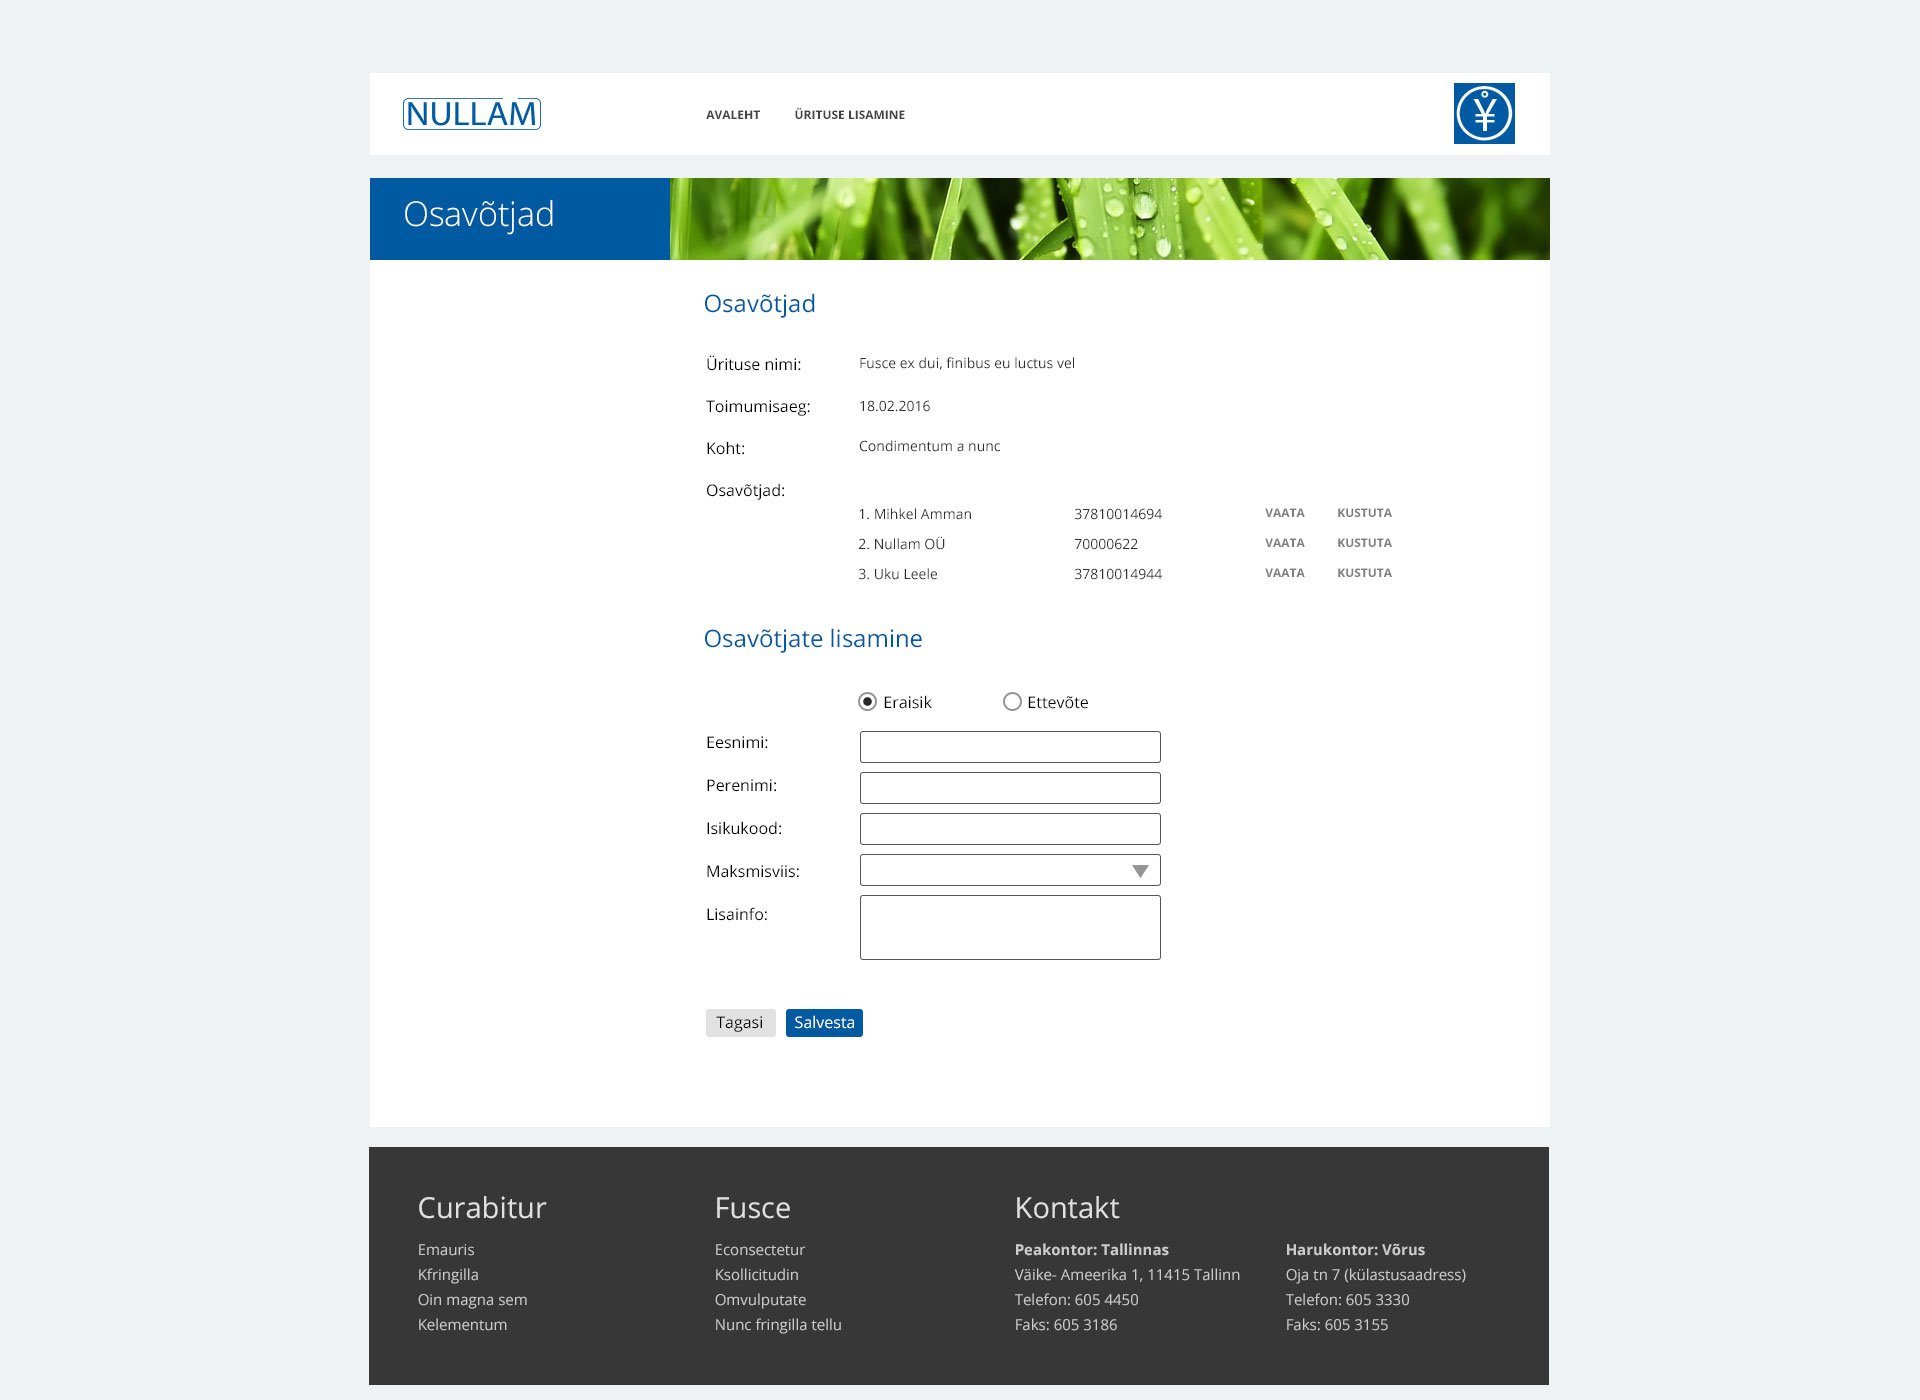 NULLAM
AVALEHT ÜRITUSE LISAMINE
Osavõtjad
Osavõtjad
Ürituse nimi: Fusce ex dui, finibus eu luctus vel
Toimumisaeg: 18.02.2016
Koht: Condimentum a nunc
Osavõtjad:
1. Mihkel Amman 37810014694 VAATA KUSTUTA
2. Nullam OÜ 70000622 VAATA KUSTUTA
3. Uku Leele 37810014944 VAATA KUSTUTA
Osavõtjate lisamine
Eraisik Ettevõte
Eesnimi:
Perenimi:
Isikukood:
Maksmisviis:
Lisainfo:
Tagasi Salvesta
Curabitur
Emauris
Kfringilla
Oin magna sem
Kelementum
Fusce
Econsectetur
Ksollicitudin
Omvulputate
Nunc fringilla tellu
Kontakt
Peakontor: Tallinnas
Väike- Ameerika 1, 11415 Tallinn
Telefon: 605 4450
Faks: 605 3186
Harukontor: Võrus
Oja tn 7 (külastusaadress)
Telefon: 605 3330
Faks: 605 3155